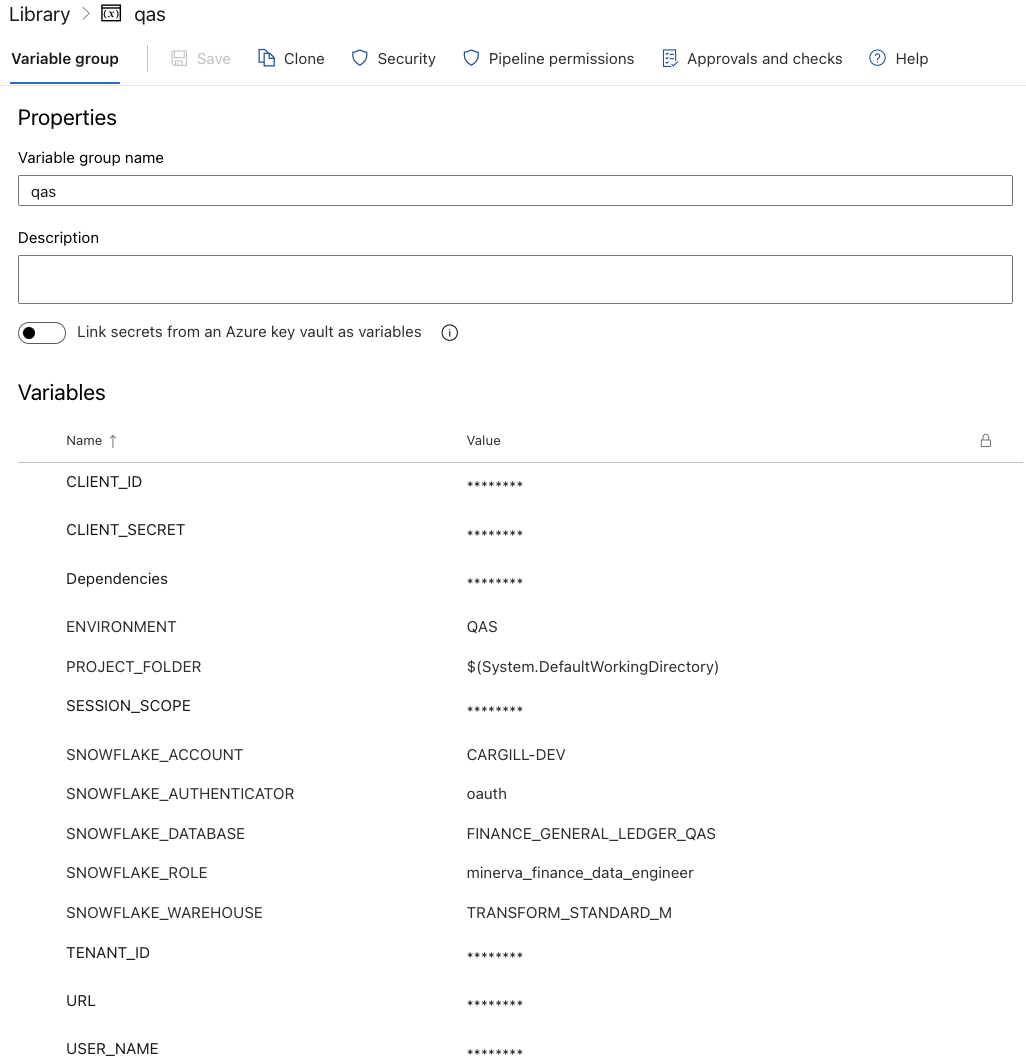 Library > qas
Variable group Save Clone Security Pipeline permissions Approvals and checks Help
Properties
Variable group name
qas
Description
Link secrets from an Azure key vault as variables
Variables
Name ↑ Value
CLIENT_ID ********
CLIENT_SECRET ********
Dependencies ********
ENVIRONMENT QAS
PROJECT_FOLDER $(System.DefaultWorkingDirectory)
SESSION_SCOPE ********
SNOWFLAKE_ACCOUNT CARGILL-DEV
SNOWFLAKE_AUTHENTICATOR oauth
SNOWFLAKE_DATABASE FINANCE_GENERAL_LEDGER_QAS
SNOWFLAKE_ROLE minerva_finance_data_engineer
SNOWFLAKE_WAREHOUSE TRANSFORM_STANDARD_M
TENANT_ID ********
URL ********
USER_NAME ********